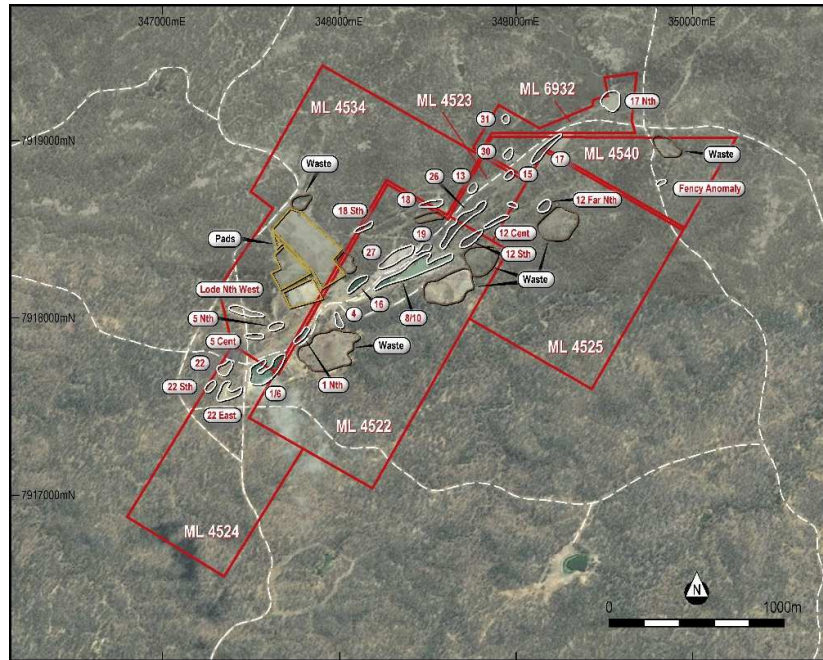 347000mE
348000mE
349000mE
350000mE
ML 4534
ML 4523
ML 6932
17 Nth
31
7919000mN
ML 4540
Waste
30
17
Waste
13
15
Fency Anomaly
26
18
12 Far Nth
18 Sth
Pads
19
12 Cent
27
12 Sth
Waste
Lode Nth West
16
8/10
7918000mN
5 Nth
4
5 Cent
Waste
ML 4525
22
1 Nth
22 Sth
1/6
22 East
ML 4522
7917000mN
ML 4524
N
0
1000m